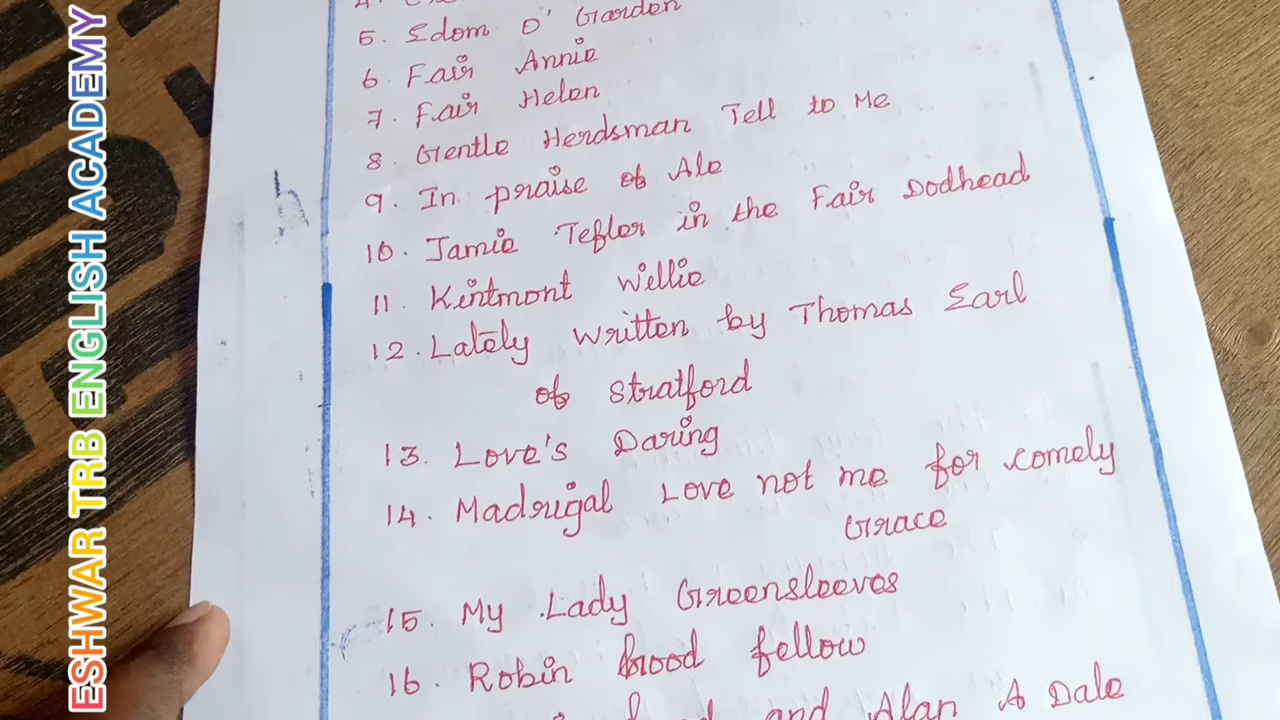 5. Edom O' Garden
6. Fair Annie
7. Fair Helen
8. Gentle Herdsman Tell to Me
9. In praise of Ale
10. Jamie Tefler in the Fair Dodhead
11. Kintmont Willie
12. Lately written by Thomas Earl
of Stratford
13. Love's Daring
14. Madrigal Love not me for comely
Grace
15. My Lady Greensleeves
16. Robin Good fellow
and Alan A Dale
ESHWAR TRB ENGLISH ACADEMY